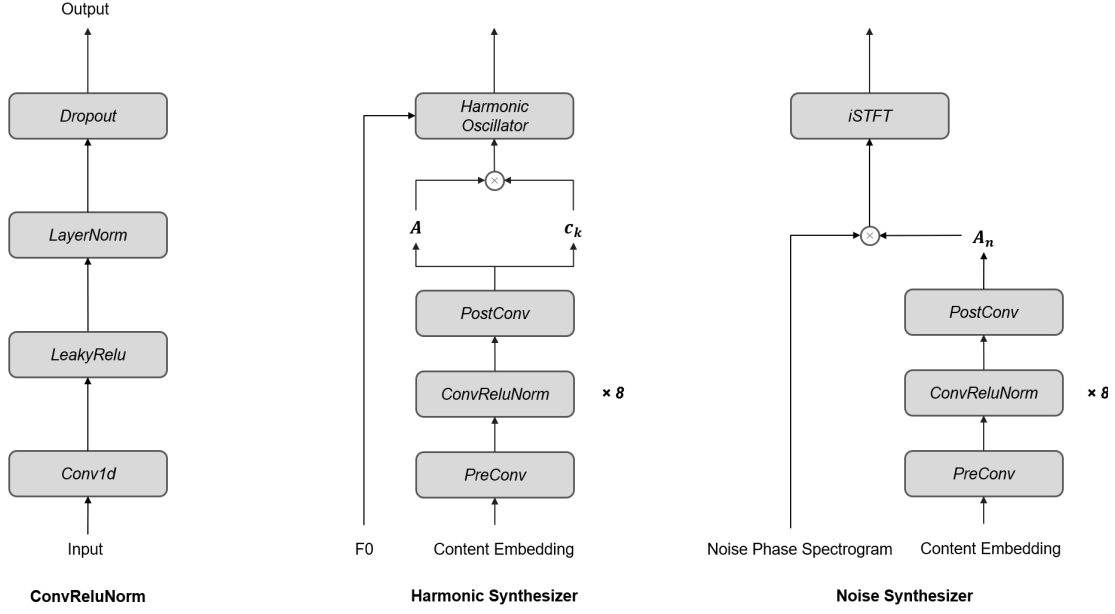 Output
Dropout
LayerNorm
LeakyRelu
Conv1d
Input
ConvReluNorm
Harmonic
Oscillator
×
A
c_k
PostConv
ConvReluNorm
× 8
PreConv
F0
Content Embedding
Harmonic Synthesizer
iSTFT
×
A_n
PostConv
ConvReluNorm
× 8
PreConv
Noise Phase Spectrogram
Content Embedding
Noise Synthesizer